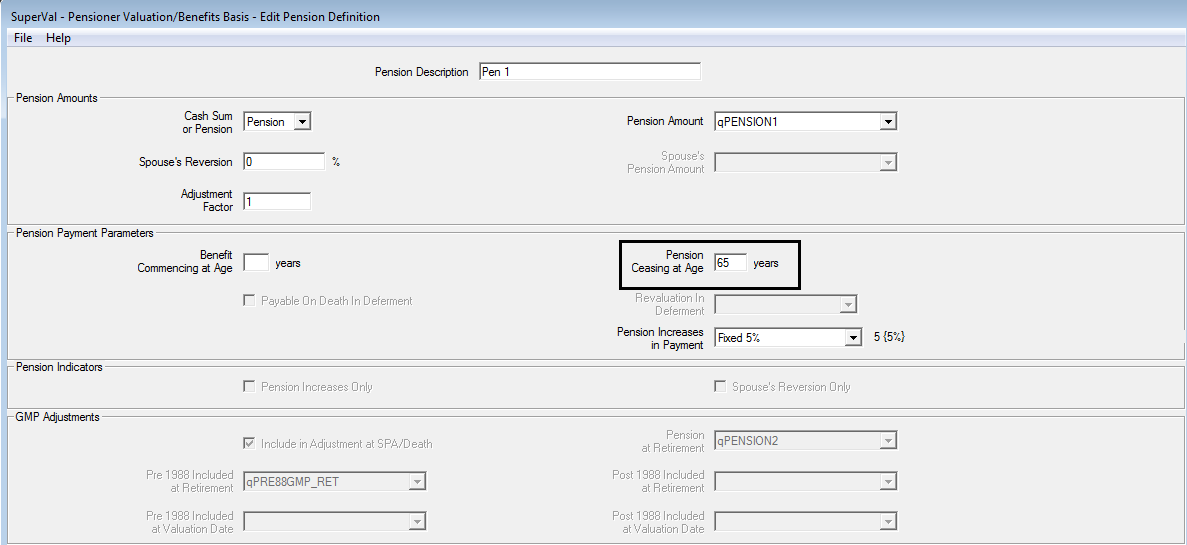 SuperVal - Pensioner Valuation/Benefits Basis - Edit Pension Definition
File Help
Pension Description Pen 1
Pension Amounts
Cash Sum
or Pension Pension
Pension Amount qPENSION1
Spouse's Reversion 0 %
Spouse's
Pension Amount
Adjustment
Factor 1
Pension Payment Parameters
Benefit
Commencing at Age years
Pension
Ceasing at Age 65 years
Payable On Death In Deferment
Revaluation In
Deferment
Pension Increases
in Payment Fixed 5% 5 {5%}
Pension Indicators
Pension Increases Only
Spouse's Reversion Only
GMP Adjustments
Include in Adjustment at SPA/Death
Pension
at Retirement qPENSION2
Pre 1988 Included
at Retirement qPRE88GMP_RET
Post 1988 Included
at Retirement
Pre 1988 Included
at Valuation Date
Post 1988 Included
at Valuation Date